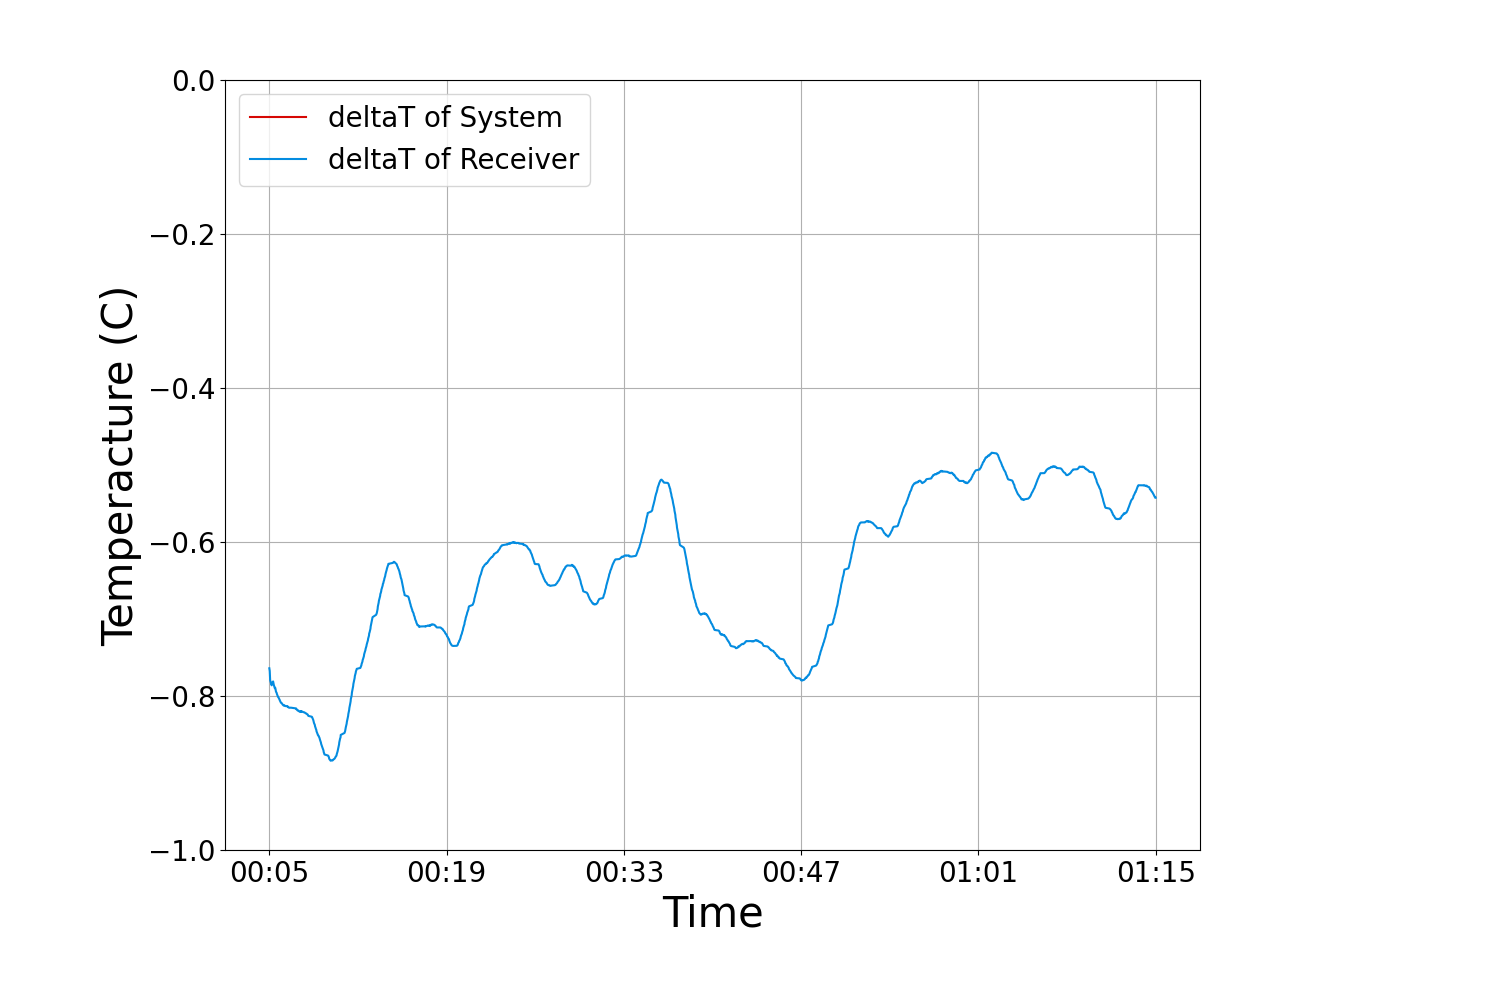 deltaT of System
deltaT of Receiver
0.0
−0.2
−0.4
−0.6
−0.8
−1.0
Temperacture (C)
00:05 00:19 00:33 00:47 01:01 01:15
Time